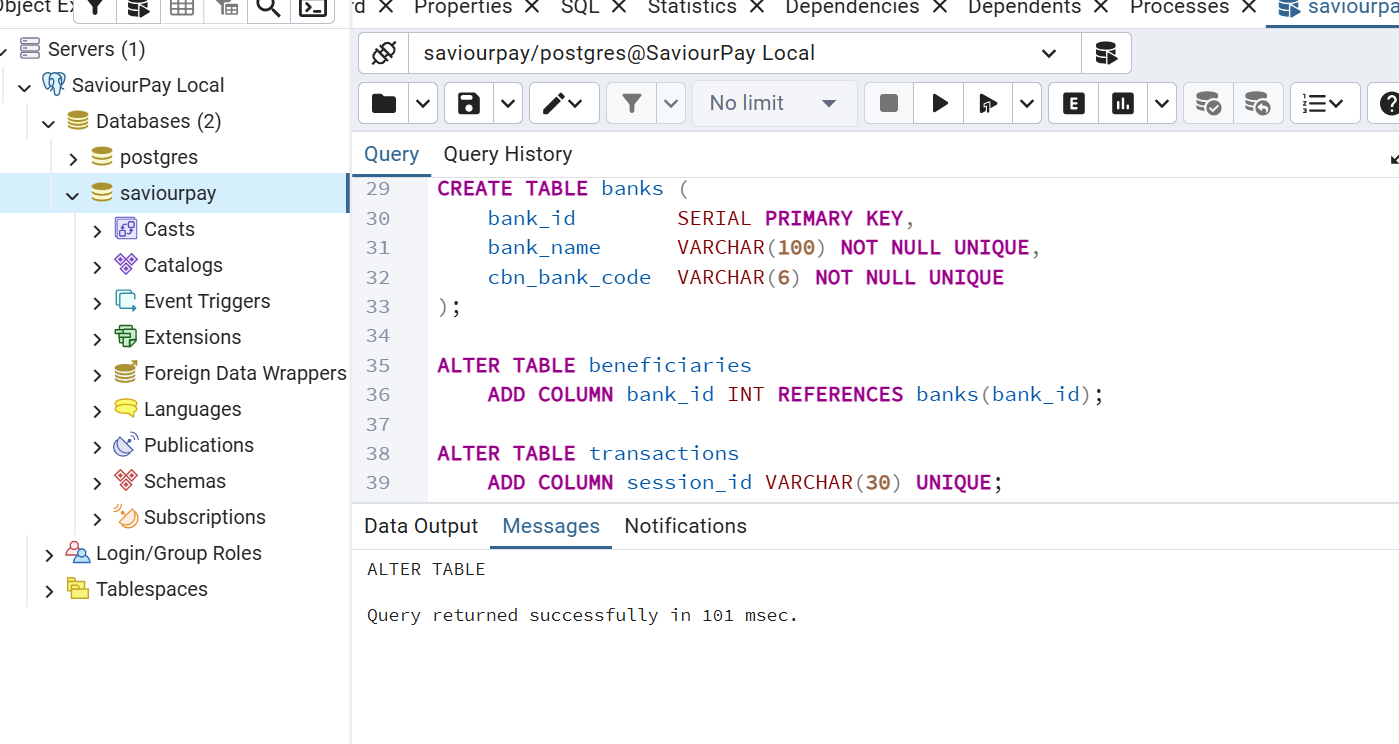 Object Ex
rd Properties SQL Statistics Dependencies Dependents Processes saviourpa
Servers (1)
SaviourPay Local
Databases (2)
postgres
saviourpay
Casts
Catalogs
Event Triggers
Extensions
Foreign Data Wrappers
Languages
Publications
Schemas
Subscriptions
Login/Group Roles
Tablespaces
saviourpay/postgres@SaviourPay Local
No limit
E
Query Query History
29 CREATE TABLE banks (
30     bank_id        SERIAL PRIMARY KEY,
31     bank_name      VARCHAR(100) NOT NULL UNIQUE,
32     cbn_bank_code  VARCHAR(6) NOT NULL UNIQUE
33 );
34
35 ALTER TABLE beneficiaries
36     ADD COLUMN bank_id INT REFERENCES banks(bank_id);
37
38 ALTER TABLE transactions
39     ADD COLUMN session_id VARCHAR(30) UNIQUE;
Data Output Messages Notifications
ALTER TABLE
Query returned successfully in 101 msec.